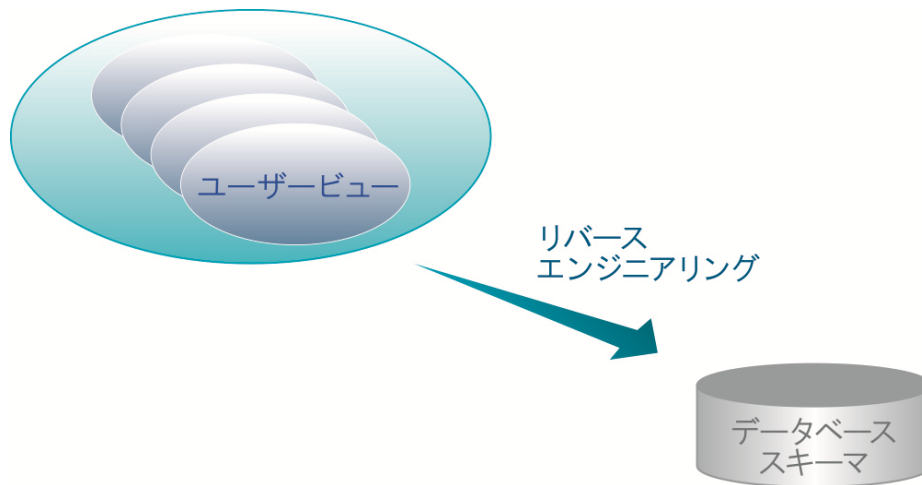 ユーザービュー
リバース
エンジニアリング
データベース
スキーマ